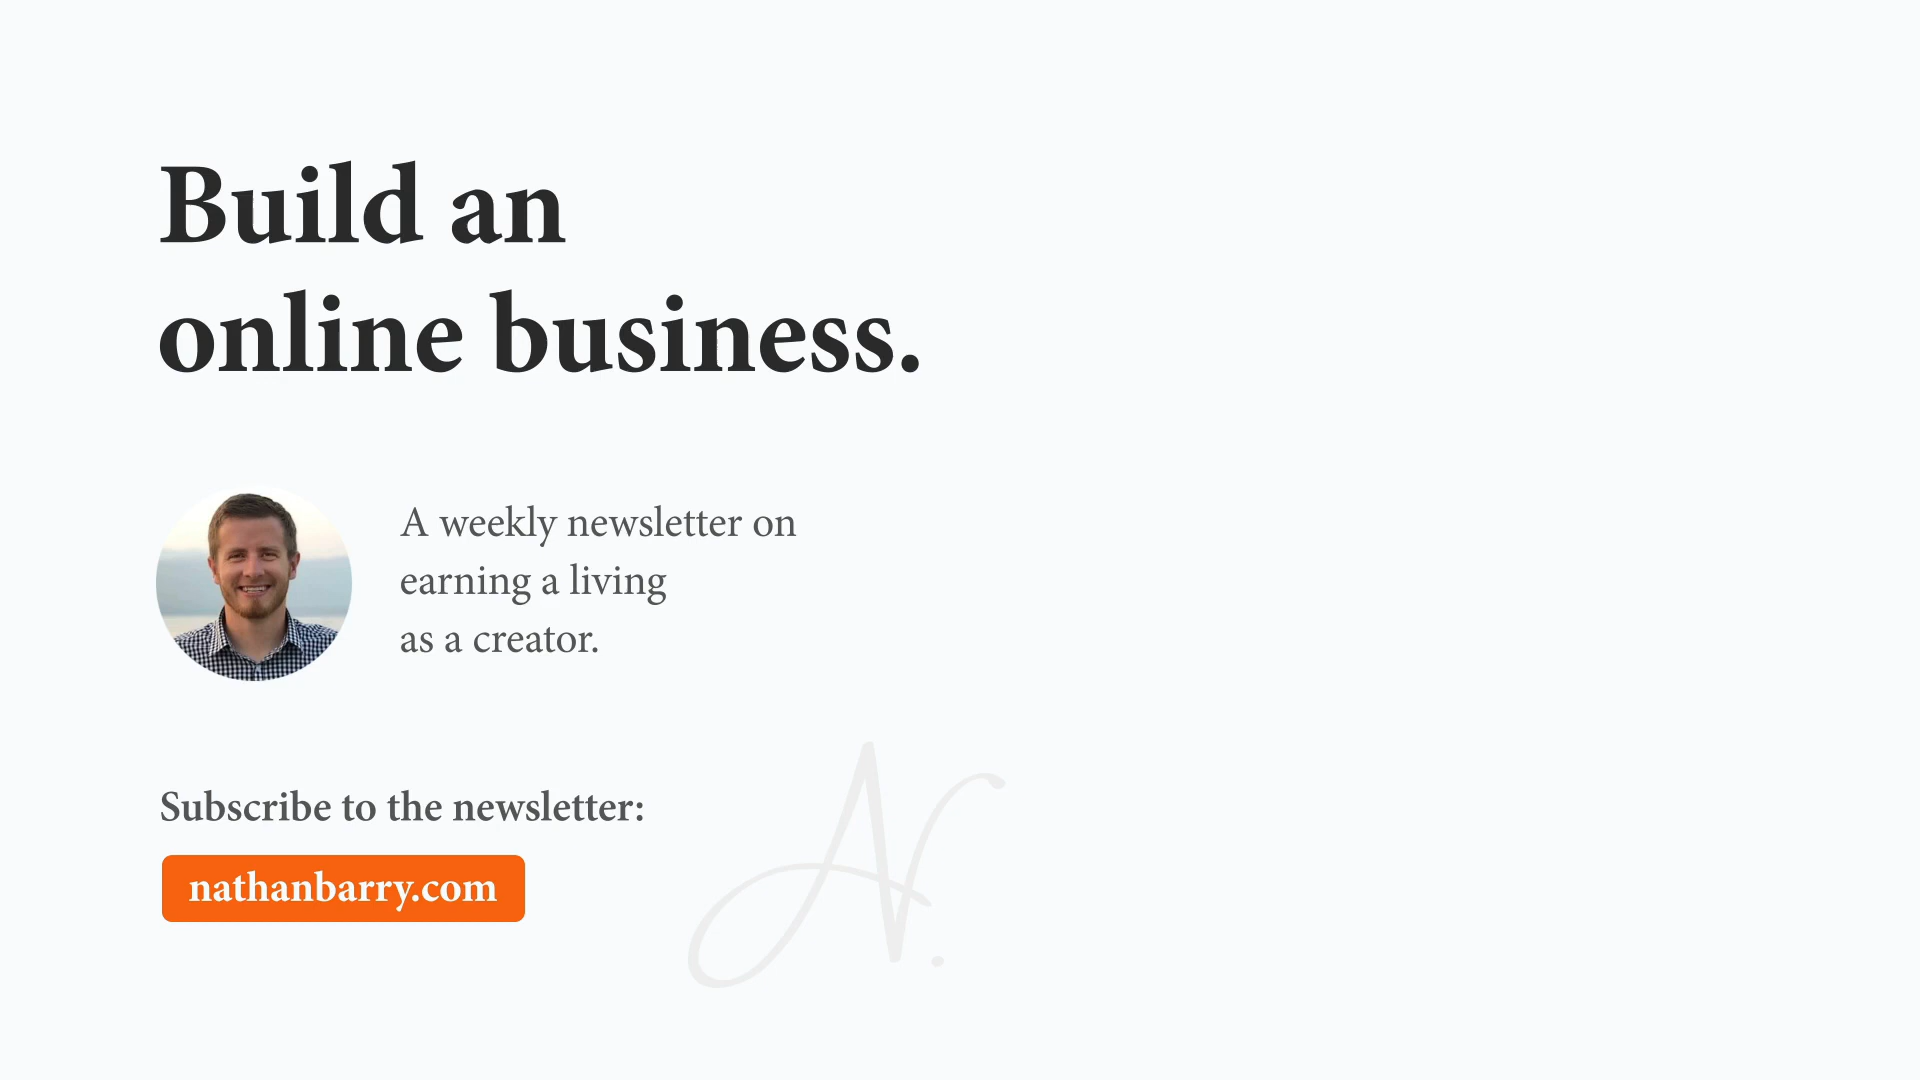 Build an
online business.
A weekly newsletter on
earning a living
as a creator.
Subscribe to the newsletter:
nathanbarry.com
N.